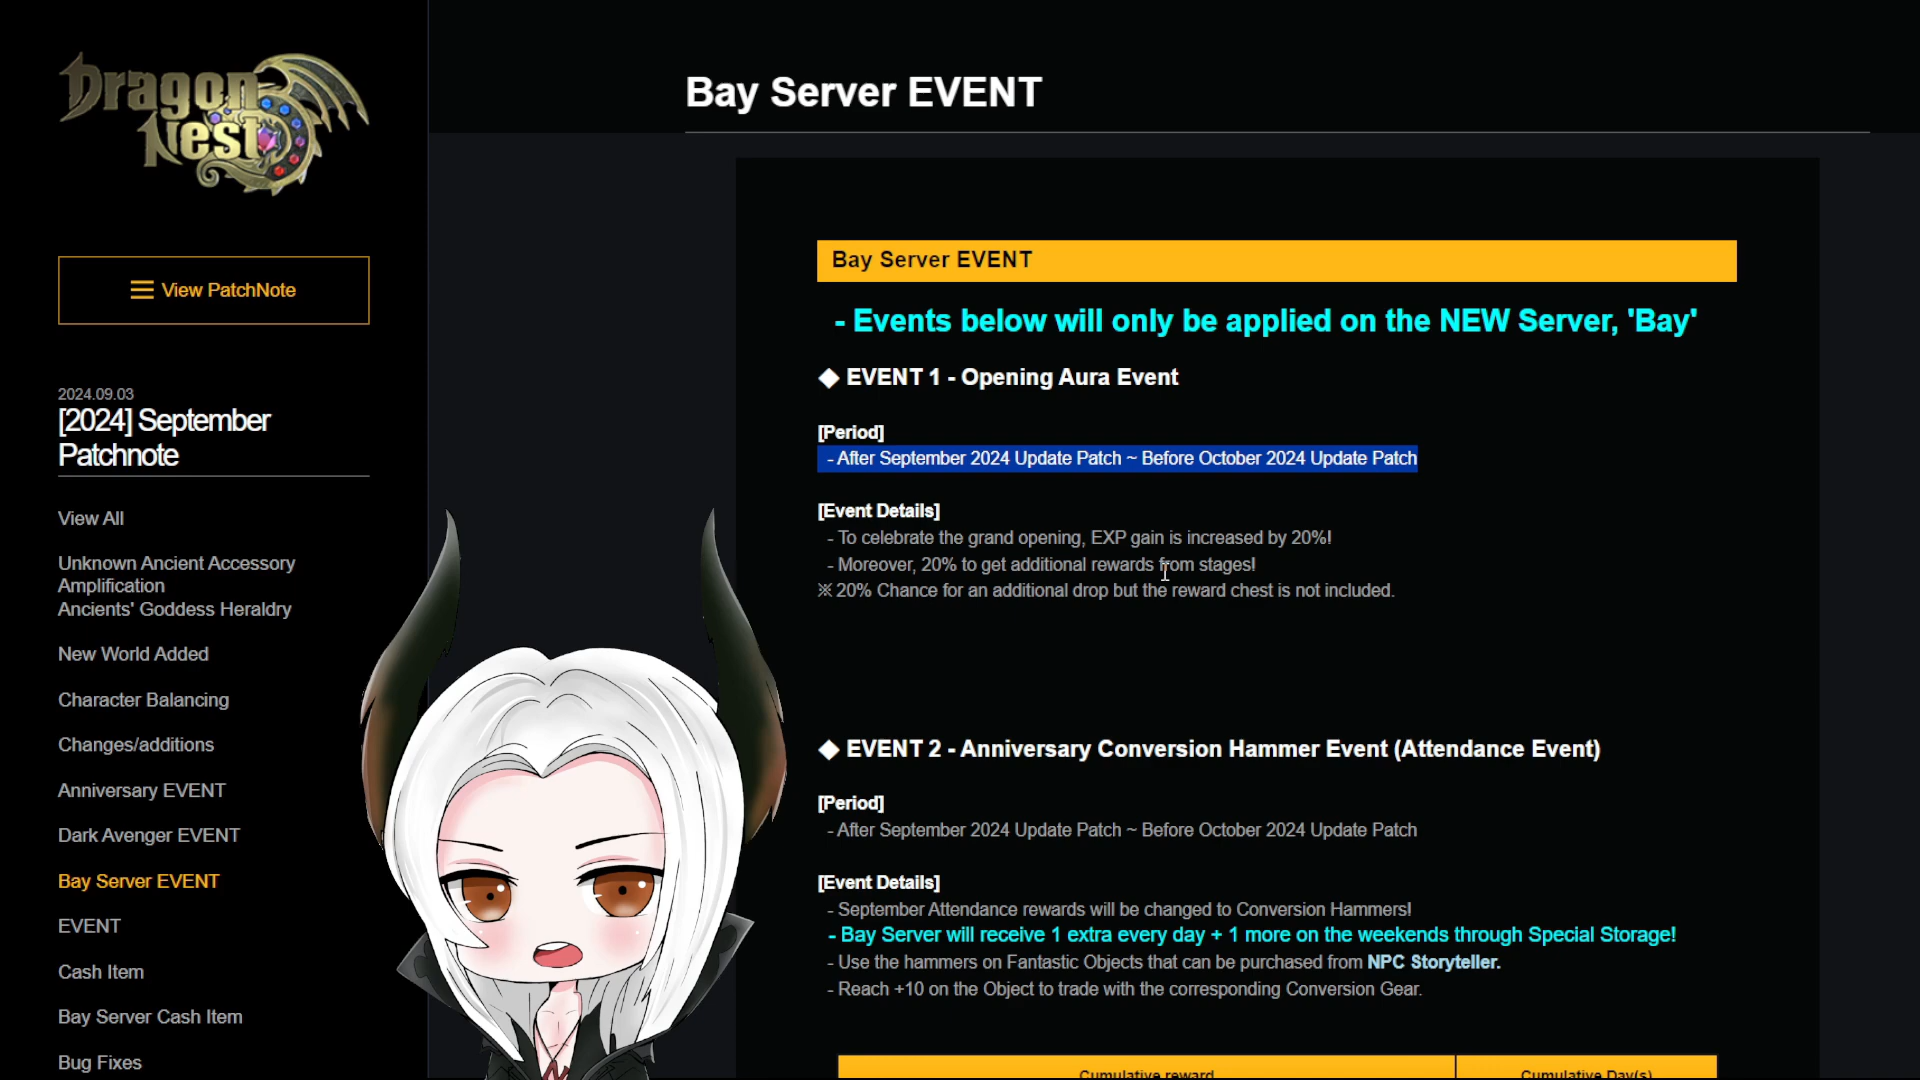 Dragon
Nest
View PatchNote
2024.09.03
[2024] September
Patchnote
View All
Unknown Ancient Accessory
Amplification
Ancients' Goddess Heraldry
New World Added
Character Balancing
Changes/additions
Anniversary EVENT
Dark Avenger EVENT
Bay Server EVENT
EVENT
Cash Item
Bay Server Cash Item
Bug Fixes
Bay Server EVENT
Bay Server EVENT
- Events below will only be applied on the NEW Server, 'Bay'
◆ EVENT 1 - Opening Aura Event
[Period]
- After September 2024 Update Patch ~ Before October 2024 Update Patch
[Event Details]
- To celebrate the grand opening, EXP gain is increased by 20%!
- Moreover, 20% to get additional rewards from stages!
※ 20% Chance for an additional drop but the reward chest is not included.
◆ EVENT 2 - Anniversary Conversion Hammer Event (Attendance Event)
[Period]
- After September 2024 Update Patch ~ Before October 2024 Update Patch
[Event Details]
- September Attendance rewards will be changed to Conversion Hammers!
- Bay Server will receive 1 extra every day + 1 more on the weekends through Special Storage!
- Use the hammers on Fantastic Objects that can be purchased from NPC Storyteller.
- Reach +10 on the Object to trade with the corresponding Conversion Gear.
Cumulative reward
Cumulative Day(s)